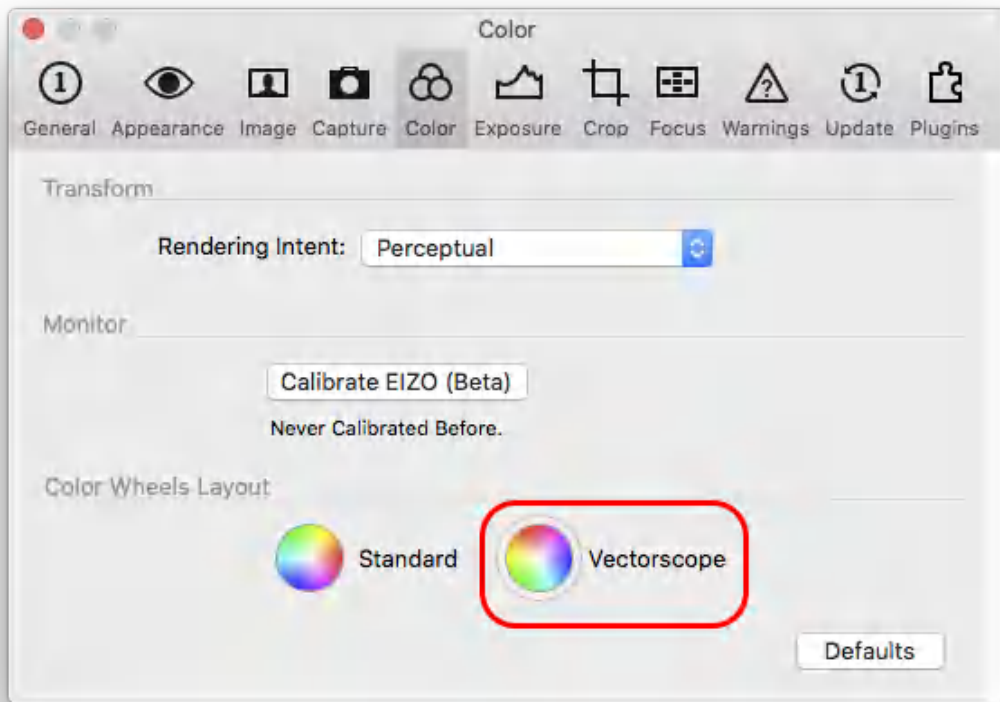 Color
General Appearance Image Capture Color Exposure Crop Focus Warnings Update Plugins
Transform
Rendering Intent: Perceptual
Monitor
Calibrate EIZO (Beta)
Never Calibrated Before.
Color Wheels Layout
Standard Vectorscope
Defaults